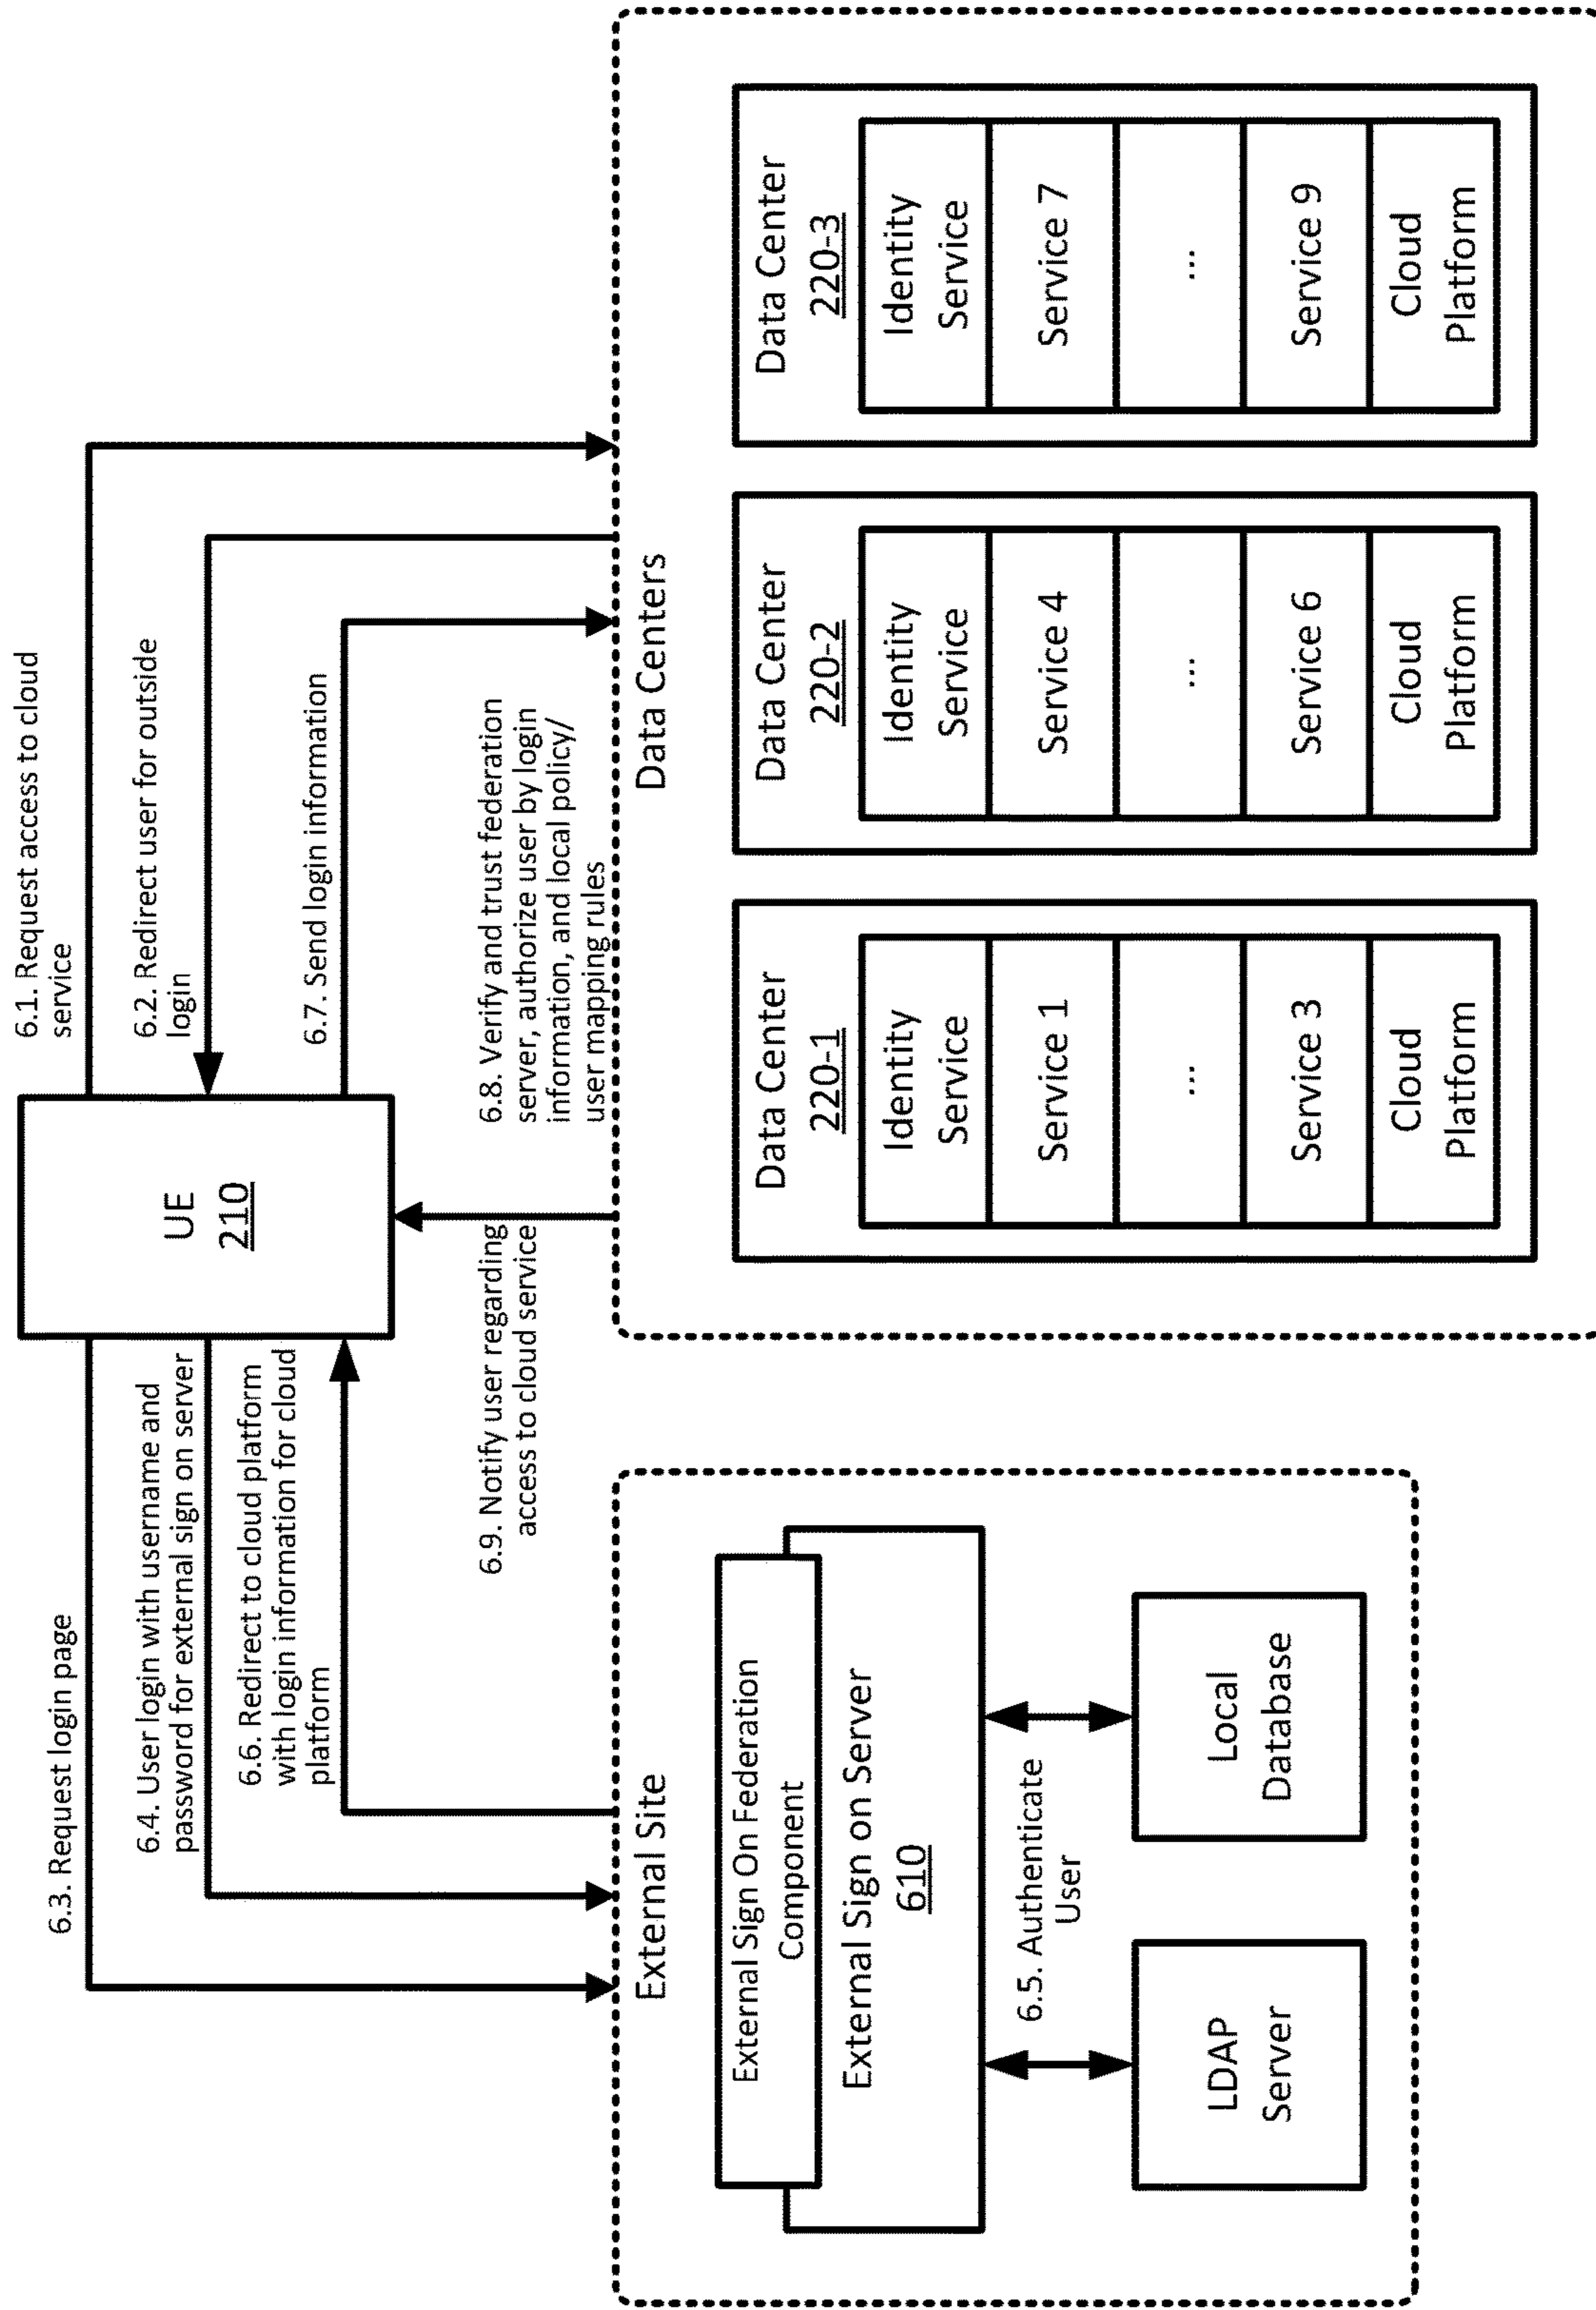 6.3. Request login page
6.4. User login with username and
password for external sign on server
6.6. Redirect to cloud platform
with login information for cloud
platform
UE
210
6.1. Request access to cloud
service
6.2. Redirect user for outside
login
6.7. Send login information
6.9. Notify user regarding
access to cloud service
6.8. Verify and trust federation
server, authorize user by login
information, and local policy/
user mapping rules
External Site
External Sign On Federation
Component
External Sign on Server
610
6.5. Authenticate
User
LDAP
Server
Local
Database
Data Centers
Data Center
220-1
Identity
Service
Service 1
...
Service 3
Cloud
Platform
Data Center
220-2
Identity
Service
Service 4
...
Service 6
Cloud
Platform
Data Center
220-3
Identity
Service
Service 7
...
Service 9
Cloud
Platform